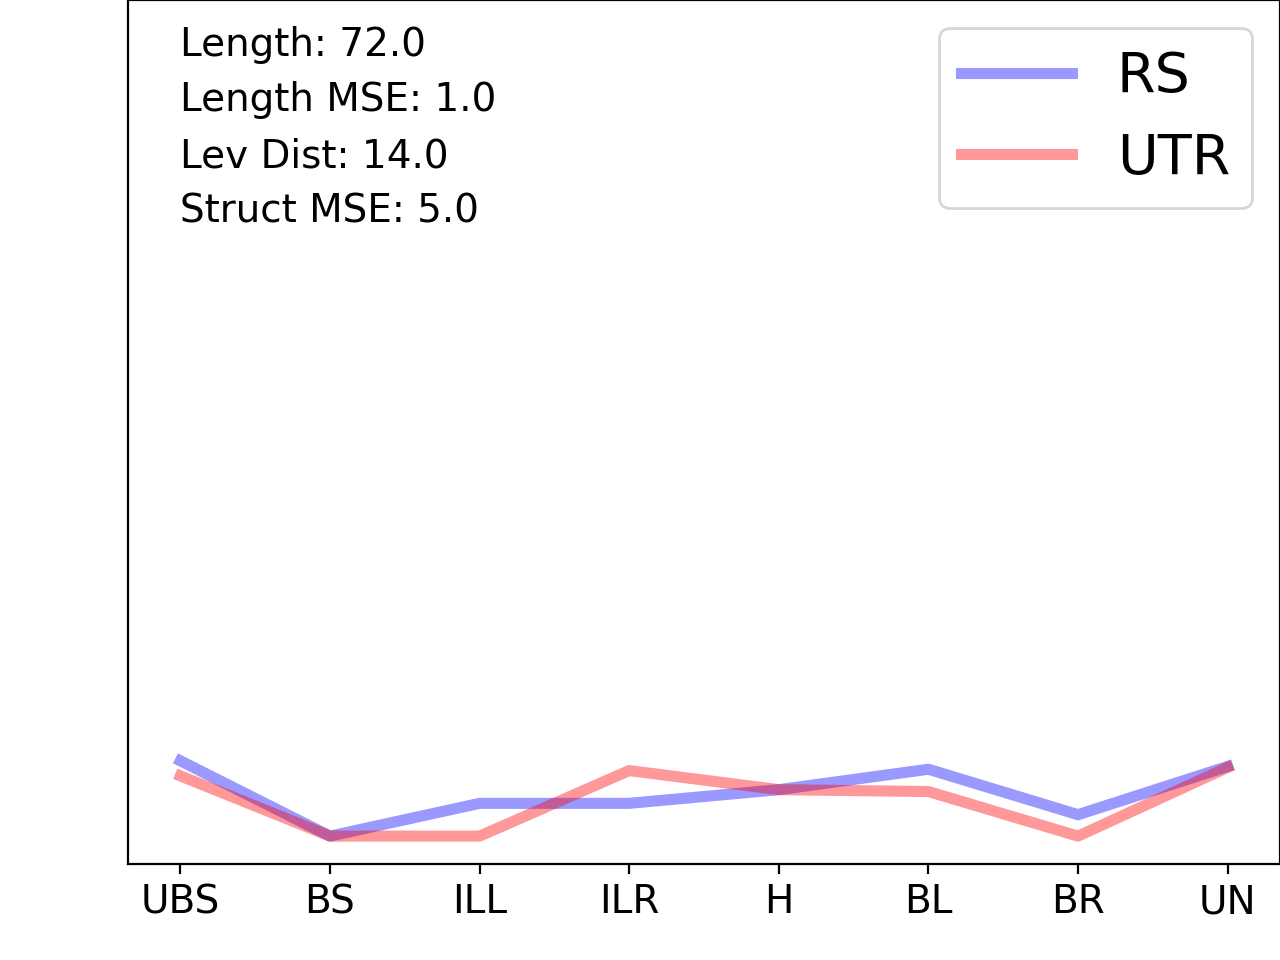 Length: 72.0
Length MSE: 1.0
Lev Dist: 14.0
Struct MSE: 5.0
RS
UTR
UBS BS ILL ILR H BL BR UN